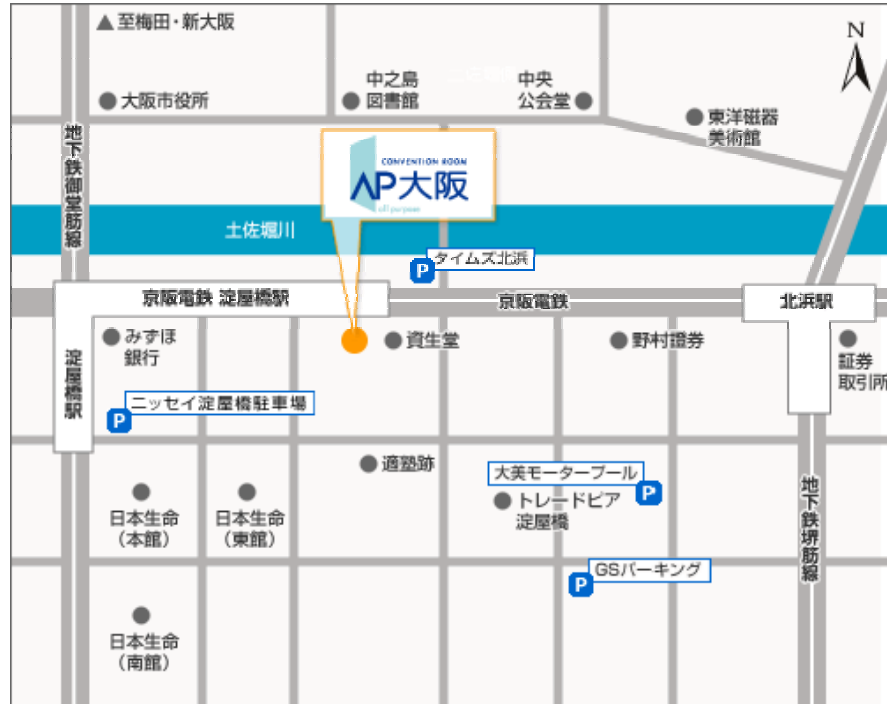 ▲至梅田・新大阪
N
中之島
図書館
中央
公会堂
大阪市役所
東洋磁器
美術館
地下鉄御堂筋線
CONVENTION ROOM
AP大阪
all purpose
土佐堀川
P
タイムズ北浜
京阪電鉄 淀屋橋駅
京阪電鉄
北浜駅
みずほ
銀行
資生堂
野村證券
証券
取引所
淀屋橋駅
ニッセイ淀屋橋駐車場
P
適塾跡
大美モータープール
P
トレードピア
淀屋橋
日本生命
(本館)
日本生命
(東館)
地下鉄堺筋線
GSパーキング
P
日本生命
(南館)